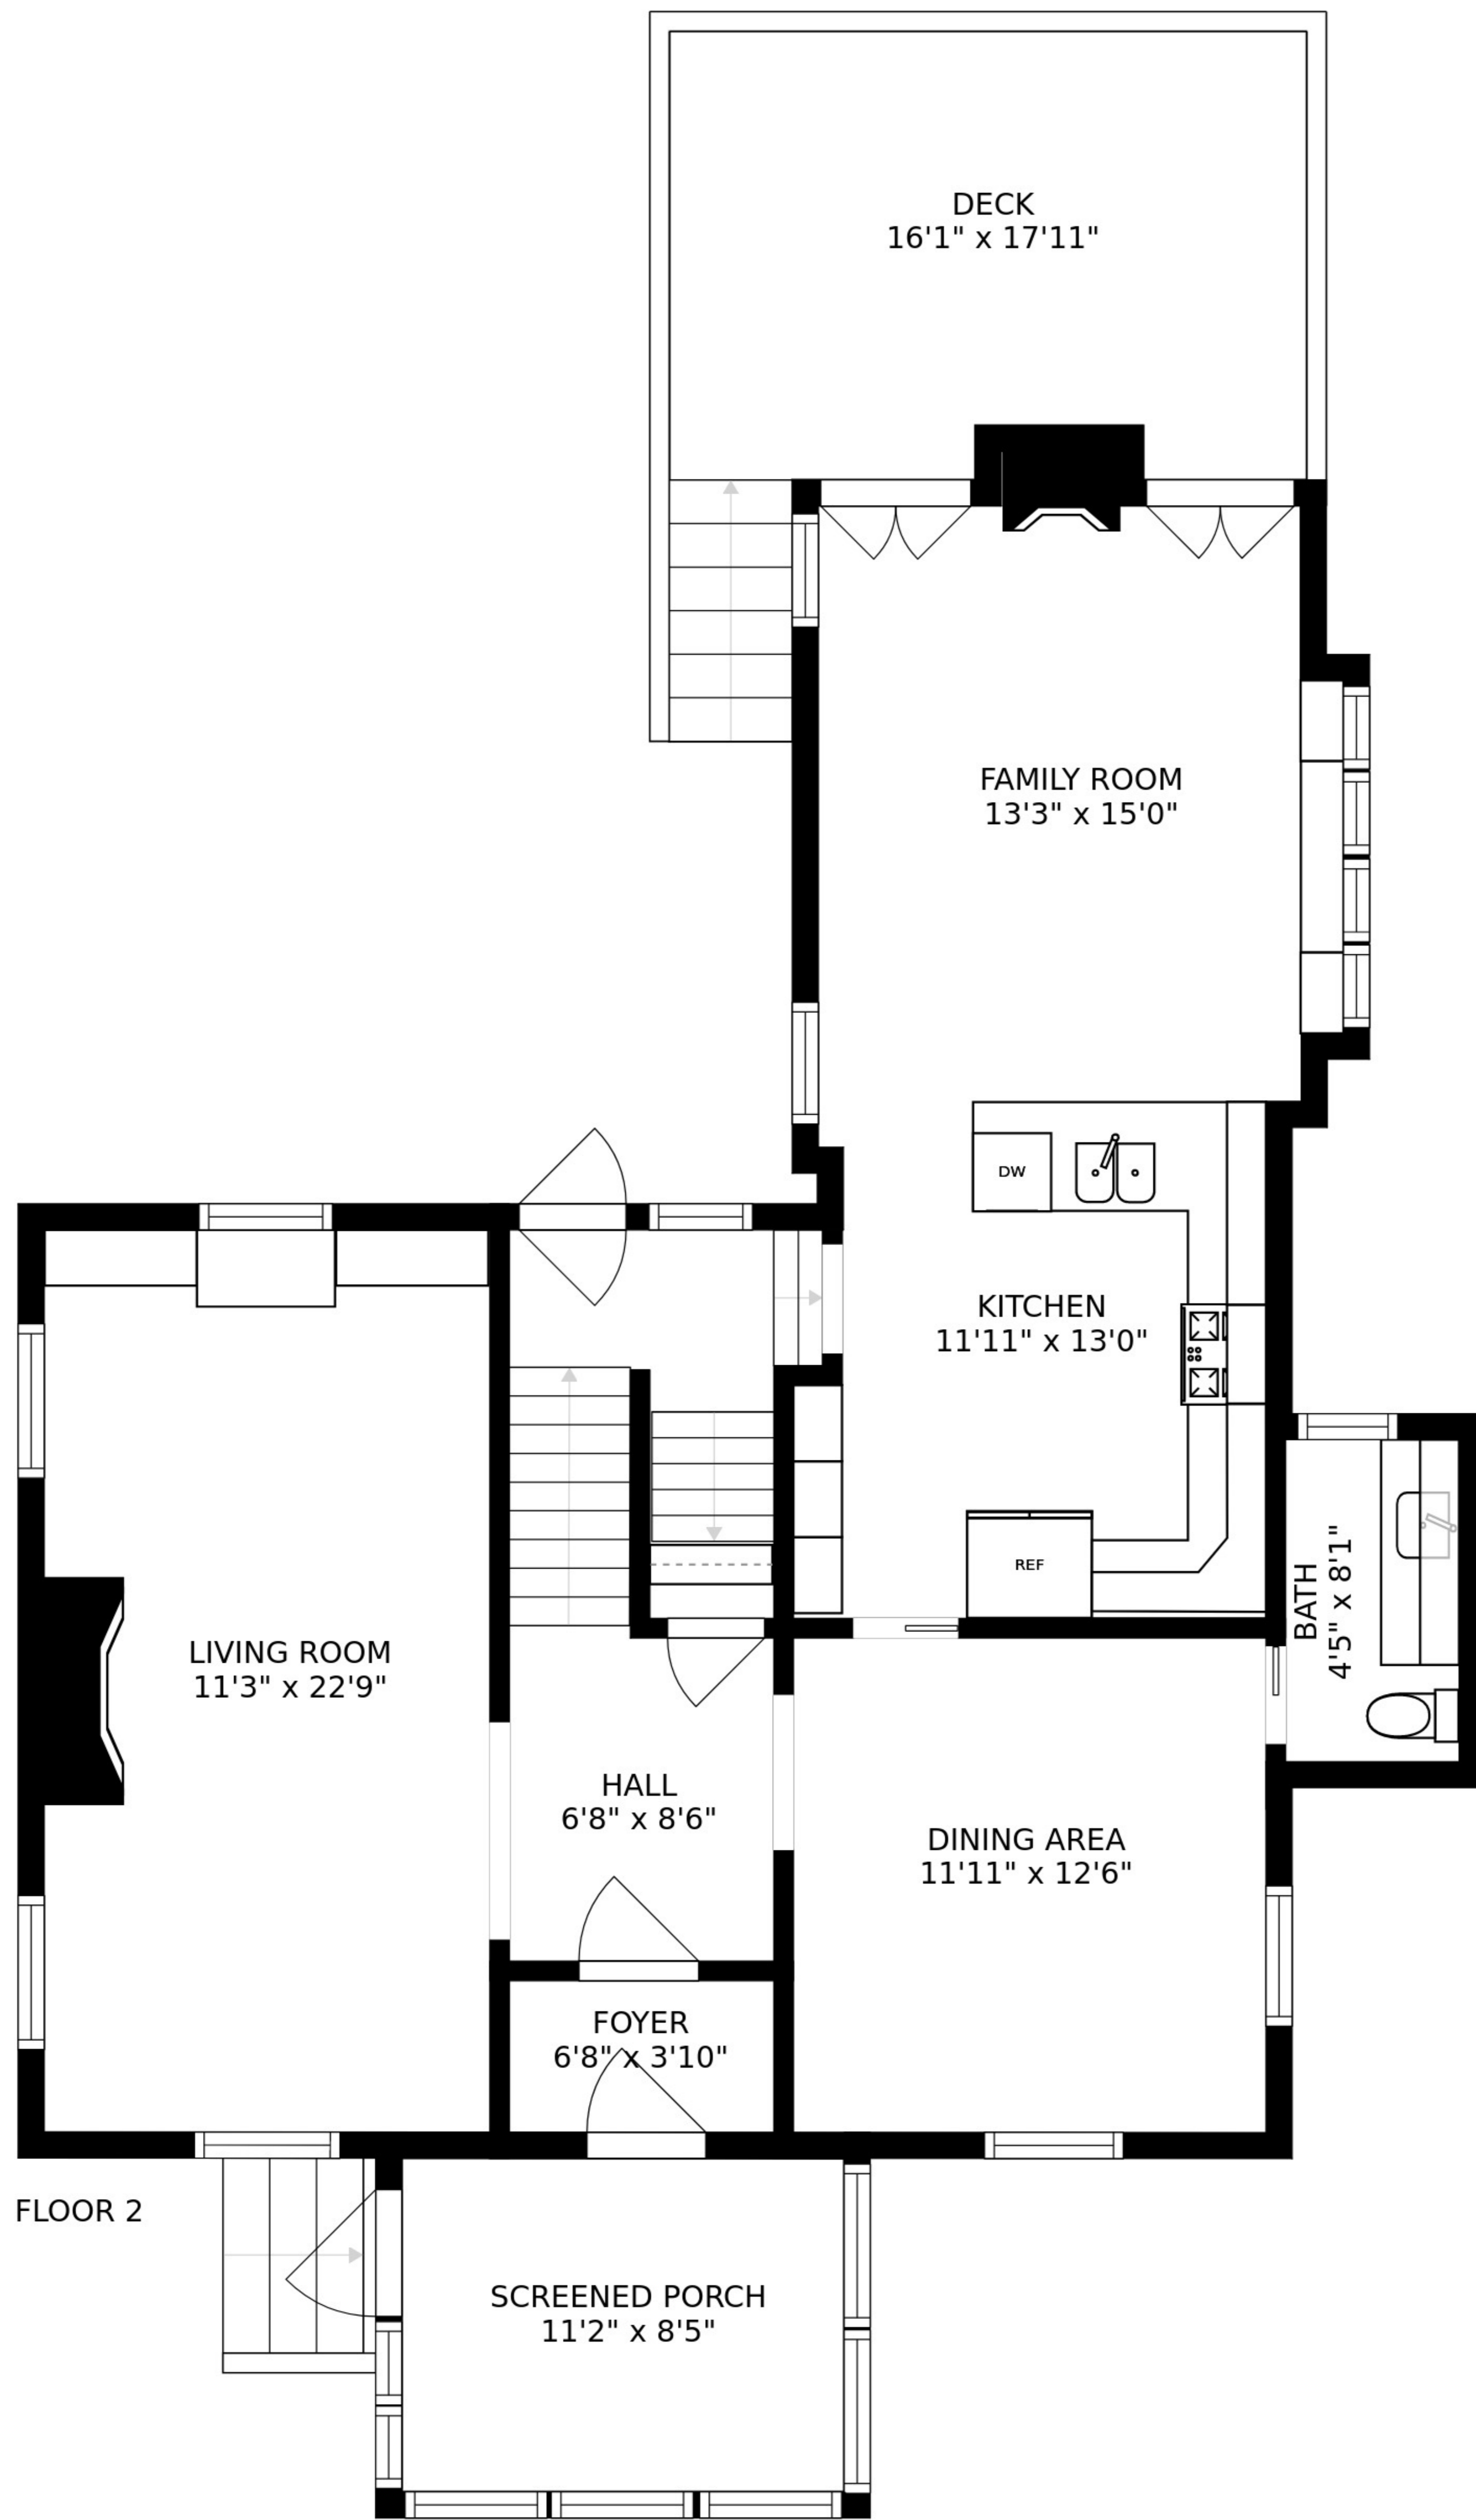 DECK
16'1" x 17'11"
FAMILY ROOM
13'3" x 15'0"
DW
KITCHEN
11'11" x 13'0"
REF
BATH
4'5" x 8'1"
LIVING ROOM
11'3" x 22'9"
HALL
6'8" x 8'6"
DINING AREA
11'11" x 12'6"
FOYER
6'8" x 3'10"
FLOOR 2
SCREENED PORCH
11'2" x 8'5"